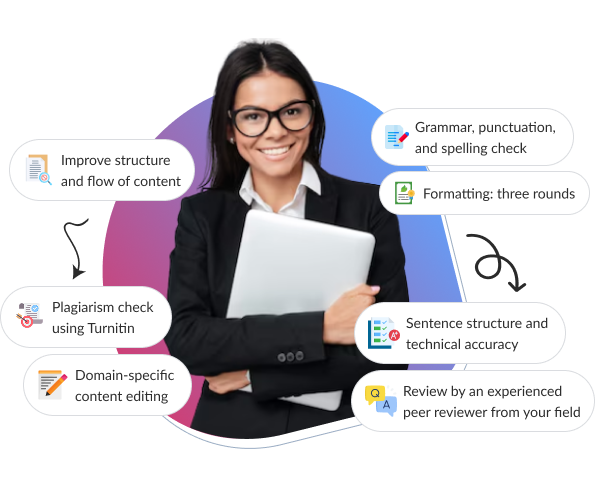 Improve structure
and flow of content
Plagiarism check
using Turnitin
Domain-specific
content editing
Grammar, punctuation,
and spelling check
Formatting: three rounds
Sentence structure and
technical accuracy
A+
Q
A
Review by an experienced
peer reviewer from your field